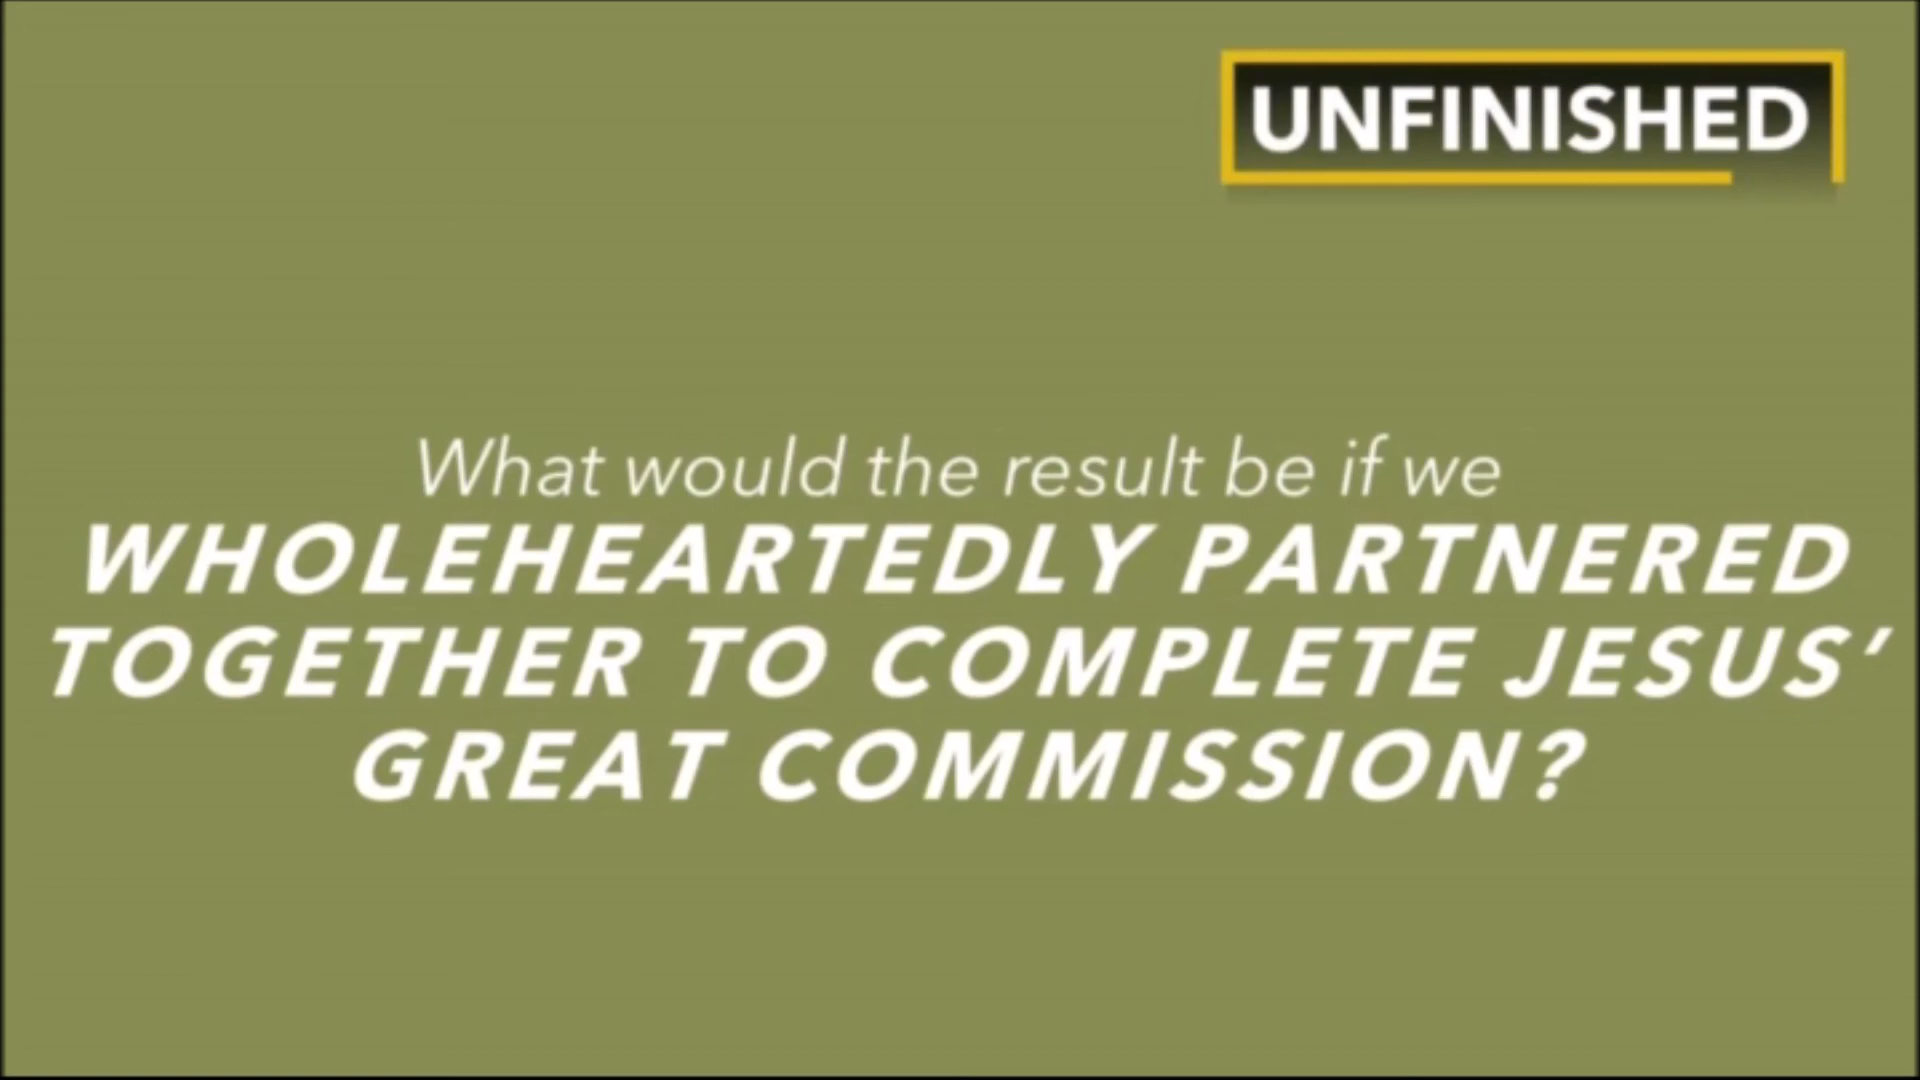 UNFINISHED
What would the result be if we
WHOLEHEARTEDLY PARTNERED
TOGETHER TO COMPLETE JESUS’
GREAT COMMISSION?